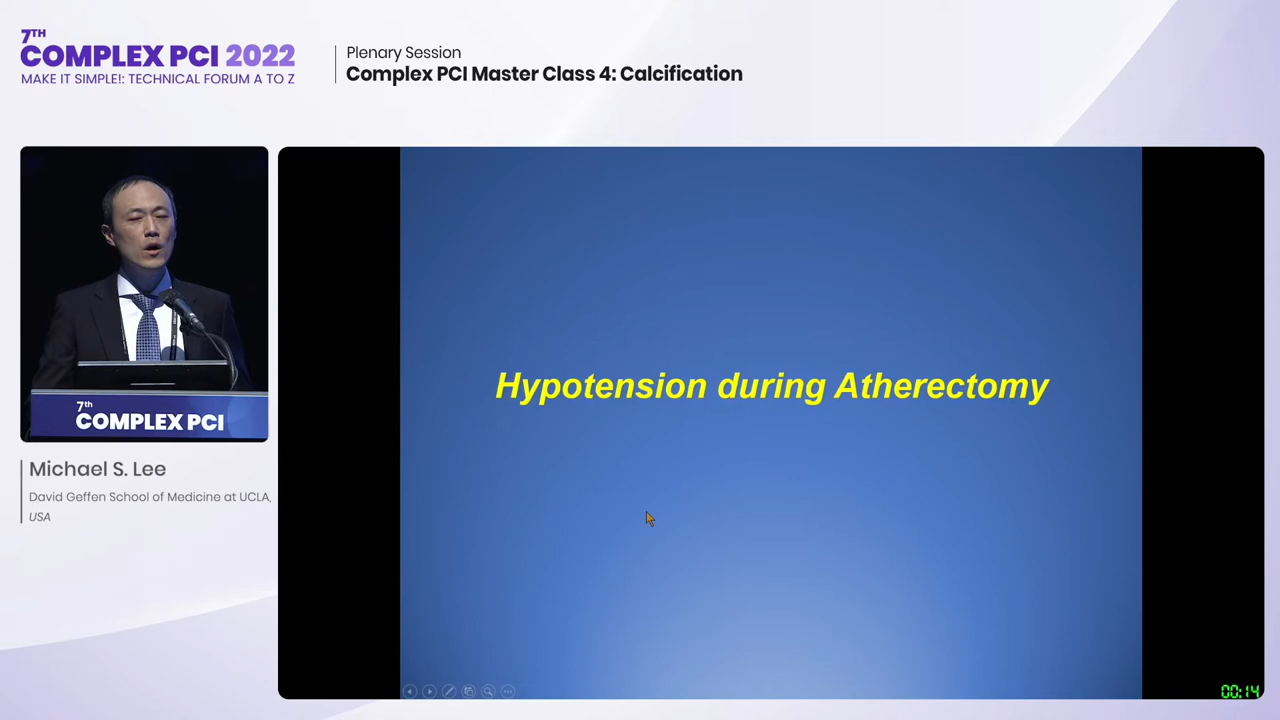 7TH
COMPLEX PCI 2022
MAKE IT SIMPLE!: TECHNICAL FORUM A TO Z
Plenary Session
Complex PCI Master Class 4: Calcification
7th
COMPLEX PCI
Michael S. Lee
David Geffen School of Medicine at UCLA,
USA
Hypotension during Atherectomy
00:14